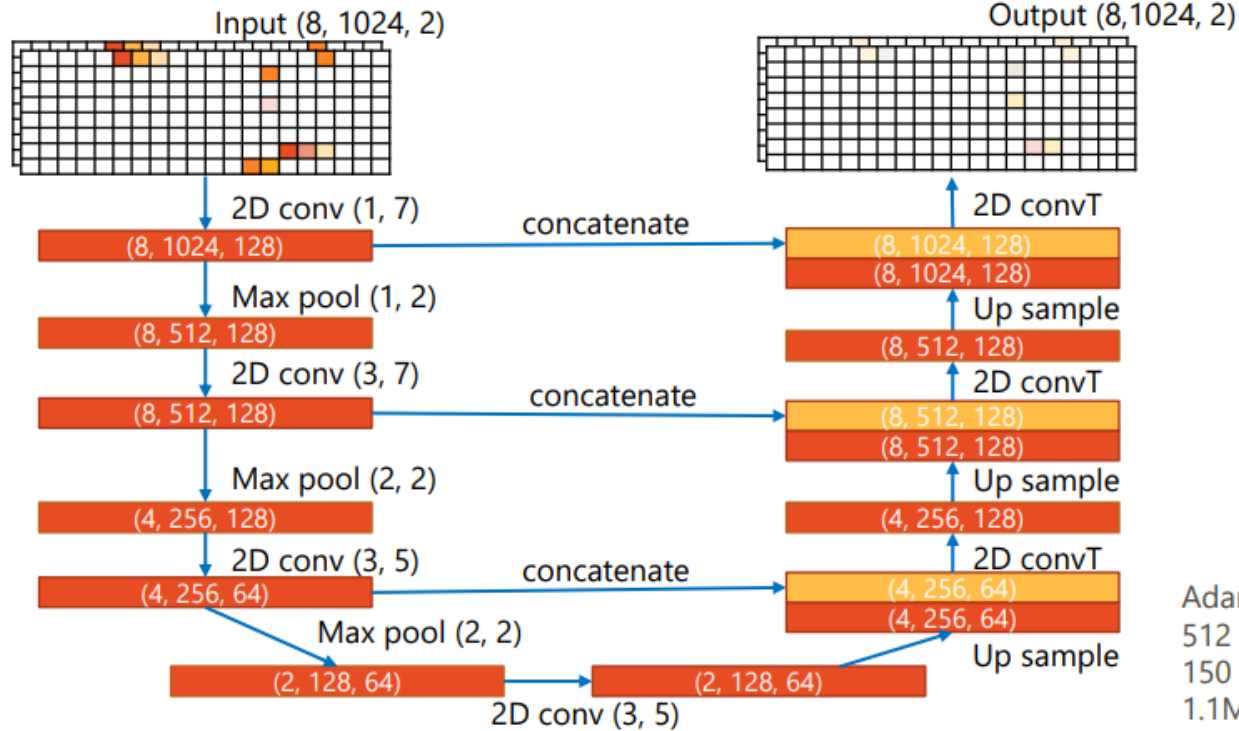 Input (8, 1024, 2)
2D conv (1, 7)
(8, 1024, 128)
Max pool (1, 2)
(8, 512, 128)
2D conv (3, 7)
(8, 512, 128)
Max pool (2, 2)
(4, 256, 128)
2D conv (3, 5)
(4, 256, 64)
Max pool (2, 2)
(2, 128, 64)
2D conv (3, 5)
(2, 128, 64)
concatenate
concatenate
concatenate
Output (8,1024, 2)
2D convT
(8, 1024, 128)
(8, 1024, 128)
Up sample
(8, 512, 128)
2D convT
(8, 512, 128)
(8, 512, 128)
Up sample
(4, 256, 128)
2D convT
(4, 256, 64)
(4, 256, 64)
Up sample
512
150